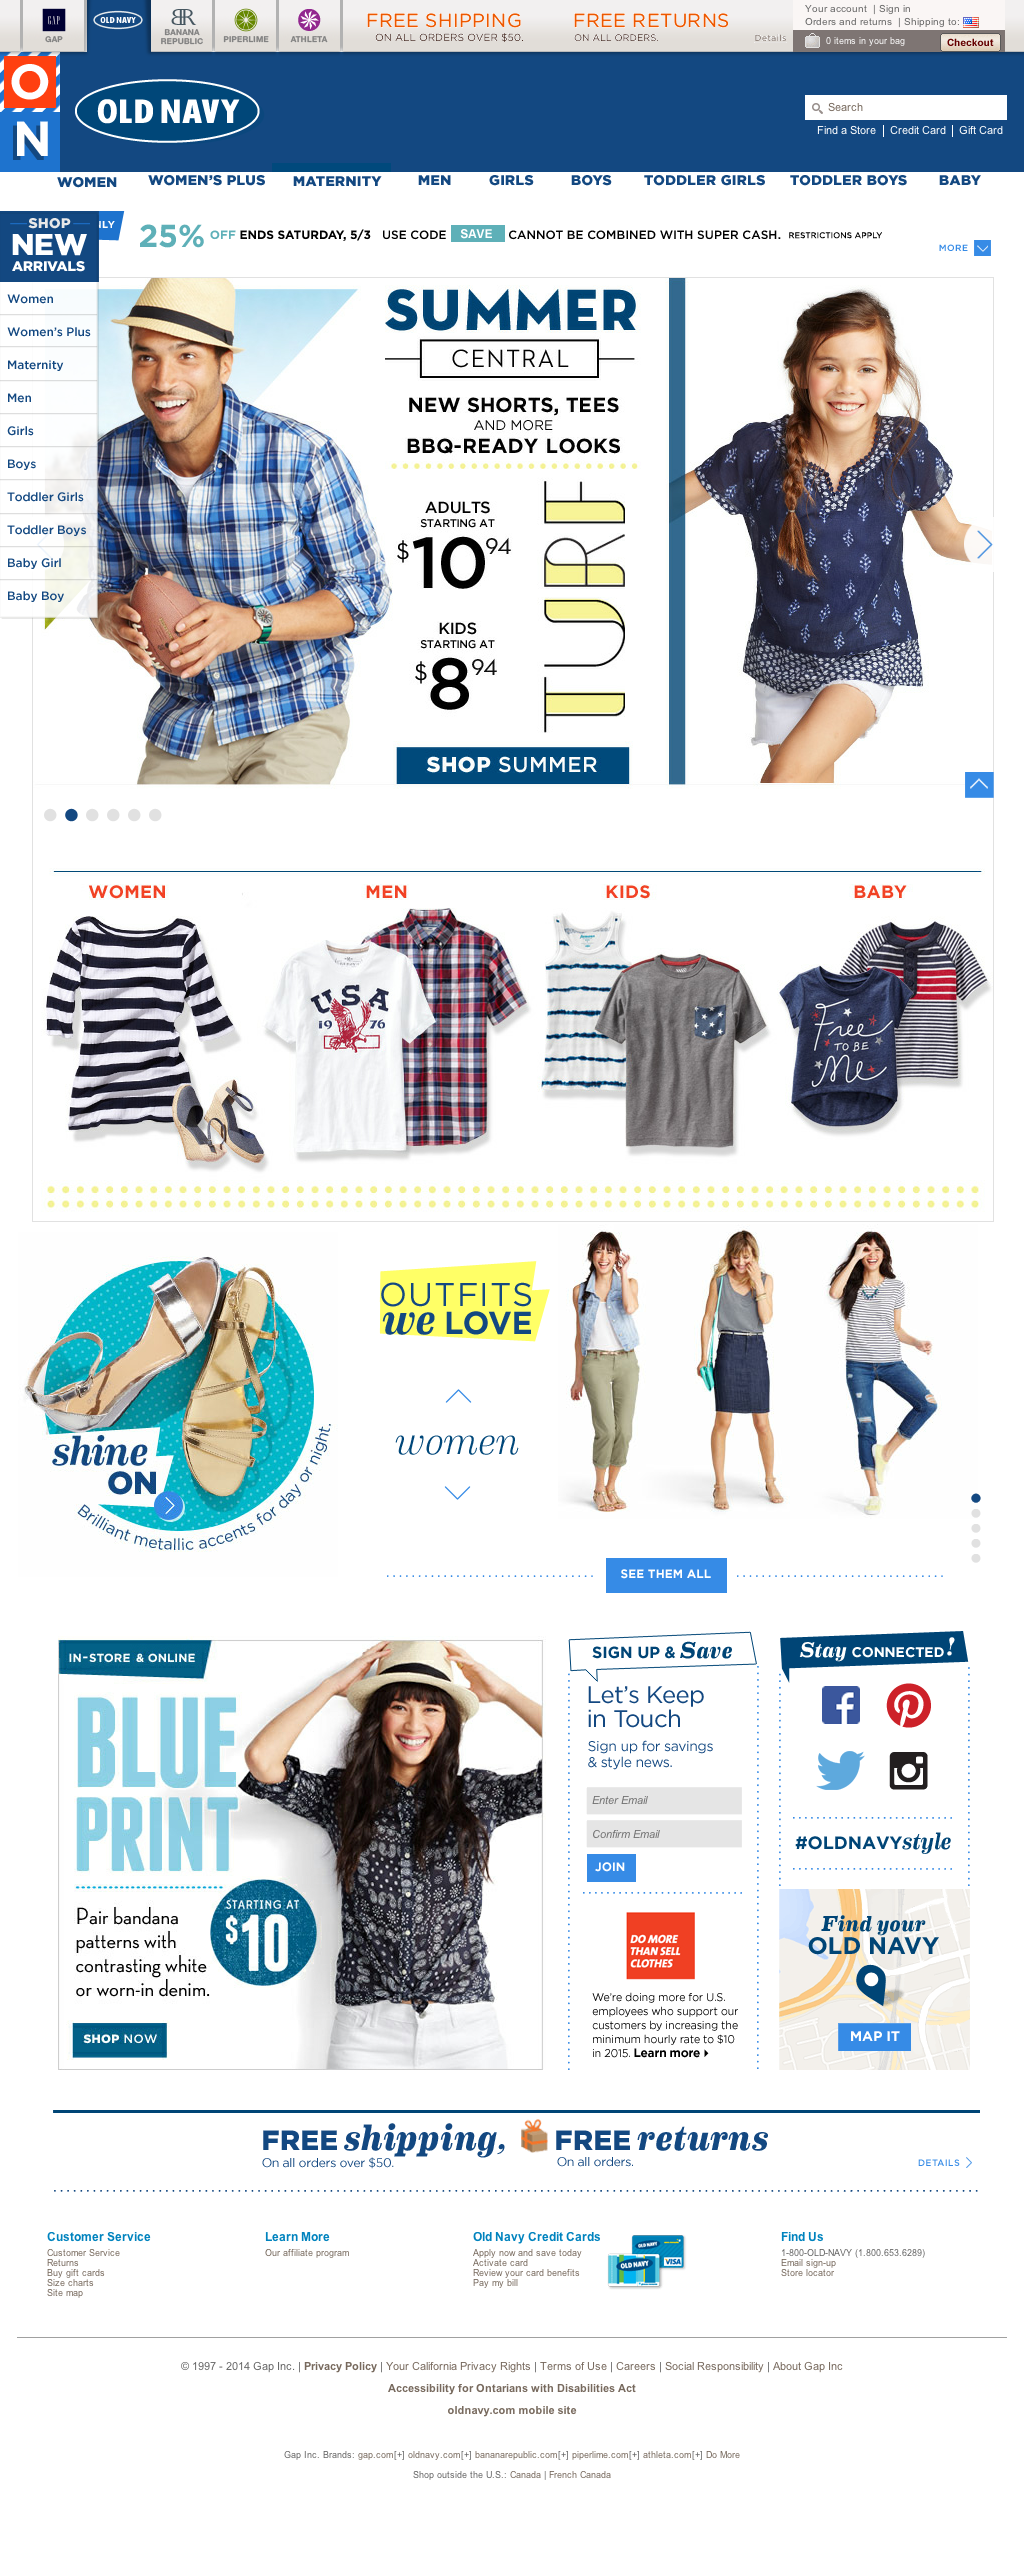 GAP
GAP
OLD NAVY
BR
BANANA
REPUBLIC
PIPERLIME
ATHLETA
FREE SHIPPING
ON ALL ORDERS OVER $50.
FREE RETURNS
ON ALL ORDERS.
Details
Your account | Sign in
Orders and returns | Shipping to:
0 items in your bag
Checkout
O
N
OLD NAVY
Search
Find a Store | Credit Card | Gift Card
WOMEN WOMEN'S PLUS MATERNITY MEN GIRLS BOYS TODDLER GIRLS TODDLER BOYS BABY
SHOP
NEW
ARRIVALS
25% OFF ENDS SATURDAY, 5/3 USE CODE SAVE CANNOT BE COMBINED WITH SUPER CASH. RESTRICTIONS APPLY
MORE
Women
Women's Plus
Maternity
Men
Girls
Boys
Toddler Girls
Toddler Boys
Baby Girl
Baby Boy
SUMMER
CENTRAL
NEW SHORTS, TEES
AND MORE
BBQ-READY LOOKS
ADULTS
STARTING AT
$10 94
KIDS
STARTING AT
$8 94
SHOP SUMMER
WOMEN
MEN
KIDS
BABY
USA
19 76
Free
TO BE
Me
shine
ON
Brilliant metallic accents for day or night.
OUTFITS
we LOVE
women
SEE THEM ALL
IN-STORE & ONLINE
BLUE
PRINT
STARTING AT
$10
Pair bandana
patterns with
contrasting white
or worn-in denim.
SHOP NOW
SIGN UP & Save
Let's Keep
in Touch
Sign up for savings
& style news.
Enter Email
Confirm Email
JOIN
DO MORE
THAN SELL
CLOTHES
We're doing more for U.S.
employees who support our
customers by increasing the
minimum hourly rate to $10
in 2015. Learn more
Stay CONNECTED!
#OLDNAVYstyle
Find your
OLD NAVY
MAP IT
FREE shipping,
On all orders over $50.
FREE returns
On all orders.
DETAILS
Customer Service
Customer Service
Returns
Buy gift cards
Size charts
Site map
Learn More
Our affiliate program
Old Navy Credit Cards
Apply now and save today
Activate card
Review your card benefits
Pay my bill
OLD NAVY
VISA
OLD NAVY
Find Us
1-800-OLD-NAVY (1.800.653.6289)
Email sign-up
Store locator
© 1997 - 2014 Gap Inc. | Privacy Policy | Your California Privacy Rights | Terms of Use | Careers | Social Responsibility | About Gap Inc
Accessibility for Ontarians with Disabilities Act
oldnavy.com mobile site
Gap Inc. Brands: gap.com[+] oldnavy.com[+] bananarepublic.com[+] piperlime.com[+] athleta.com[+] Do More
Shop outside the U.S.: Canada | French Canada